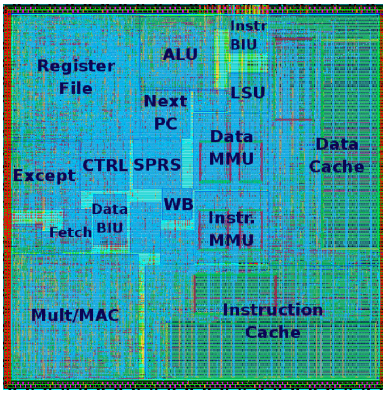 Instr
BIU
ALU
Register
File
LSU
Next
PC
Data
MMU
Data
Cache
CTRL
SPRS
Except
WB
Data
BIU
Instr.
MMU
Fetch
Mult/MAC
Instruction
Cache